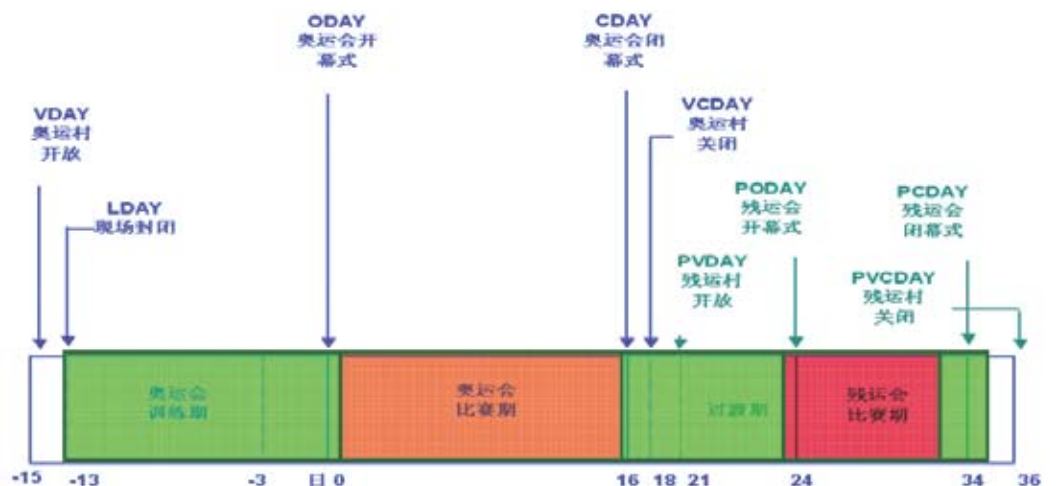 ODAY
奥运会开
幕式
CDAY
奥运会闭
幕式
VDAY
奥运村
开放
VCDAY
奥运村
关闭
LDAY
现场封闭
PODAY
残运会
开幕式
PCDAY
残运会
闭幕式
PVDAY
残运村
开放
PVCDAY
残运村
关闭
奥运会
训练期
奥运会
比赛期
过渡期
残运会
比赛期
-15 -13 -3 日 0 16 18 21 24 34 36